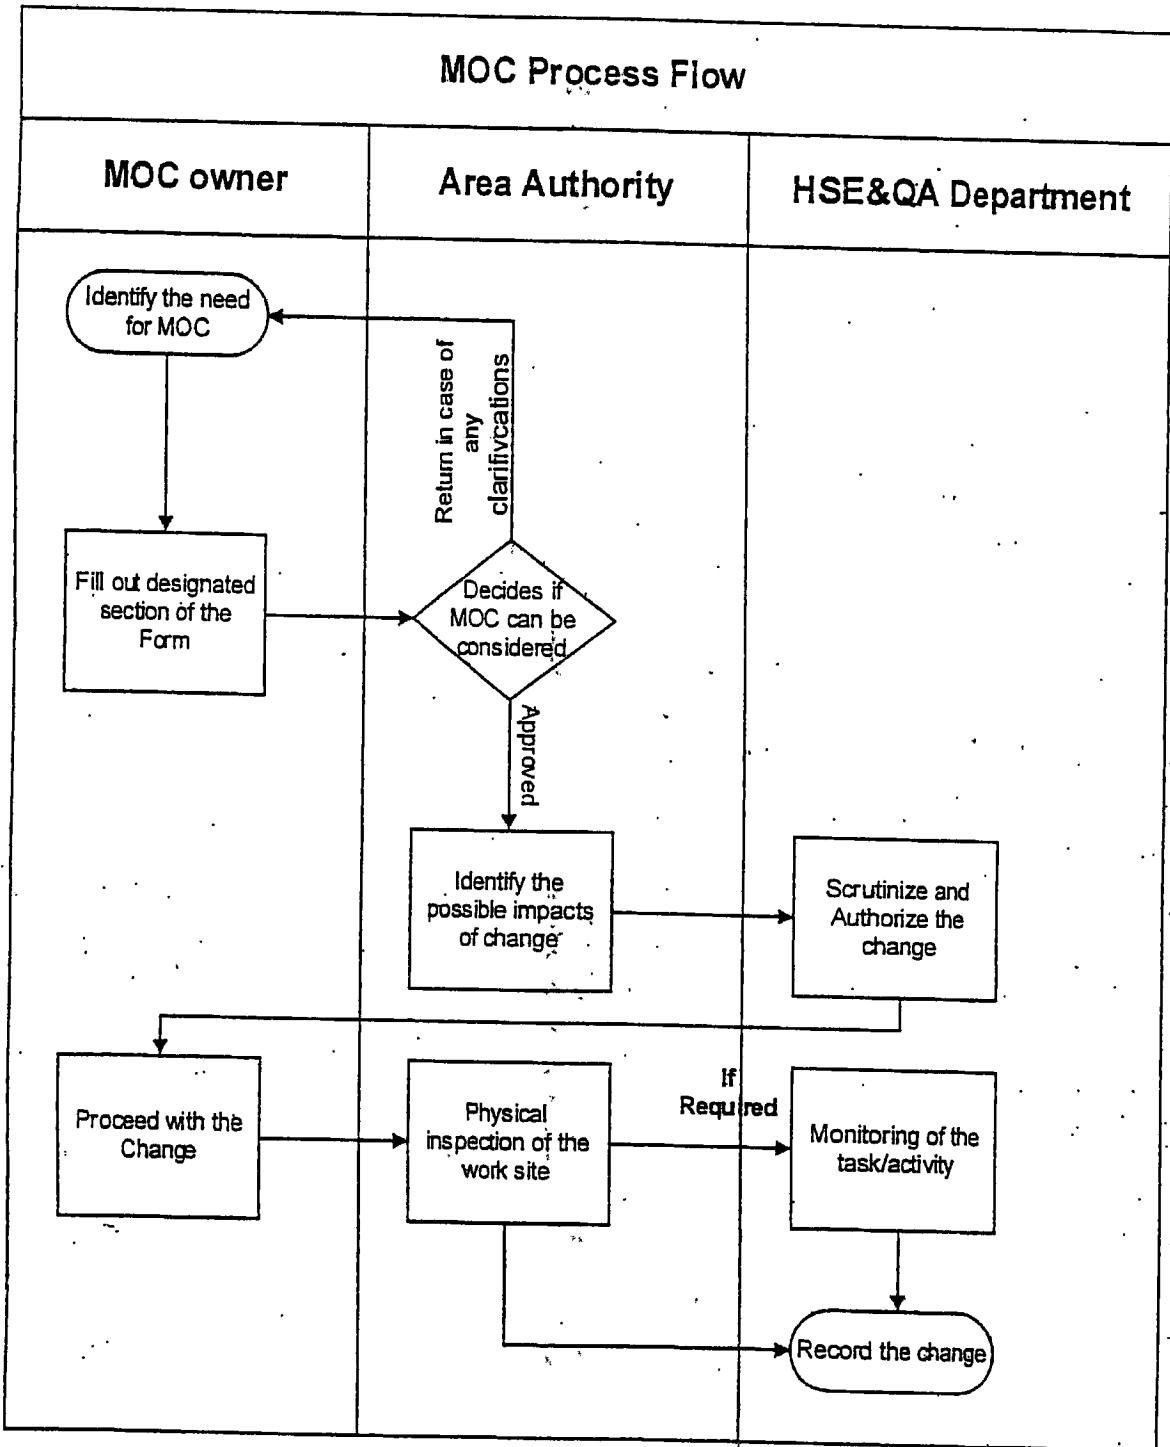 MOC Process Flow
MOC owner
Area Authority
HSE&QA Department
Identify the need
for MOC
Return in case of
any
clarifivcations
Fill out designated
section of the
Form
Decides if
MOC can be
considered
Approved
Identify the
possible impacts
of change
Scrutinize and
Authorize the
change
Proceed with the
Change
Physical
inspection of the
work site
If
Required
Monitoring of the
task/activity
Record the change